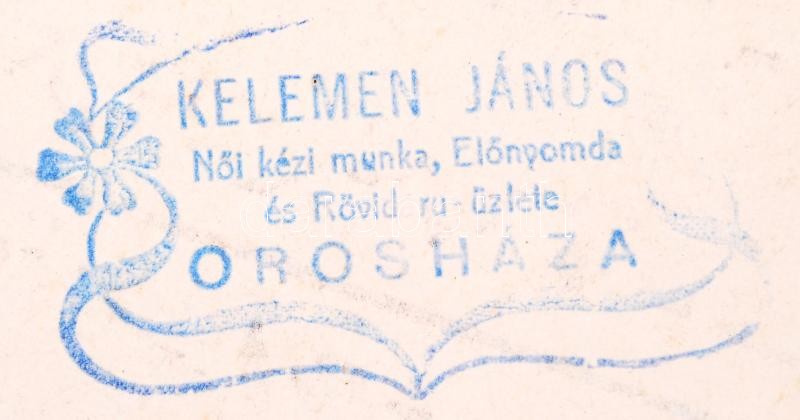 KELEMEN JÁNOS
Női kézi munka, Előnyomda
és Rövid ru-üzlete
OROSHÁZA